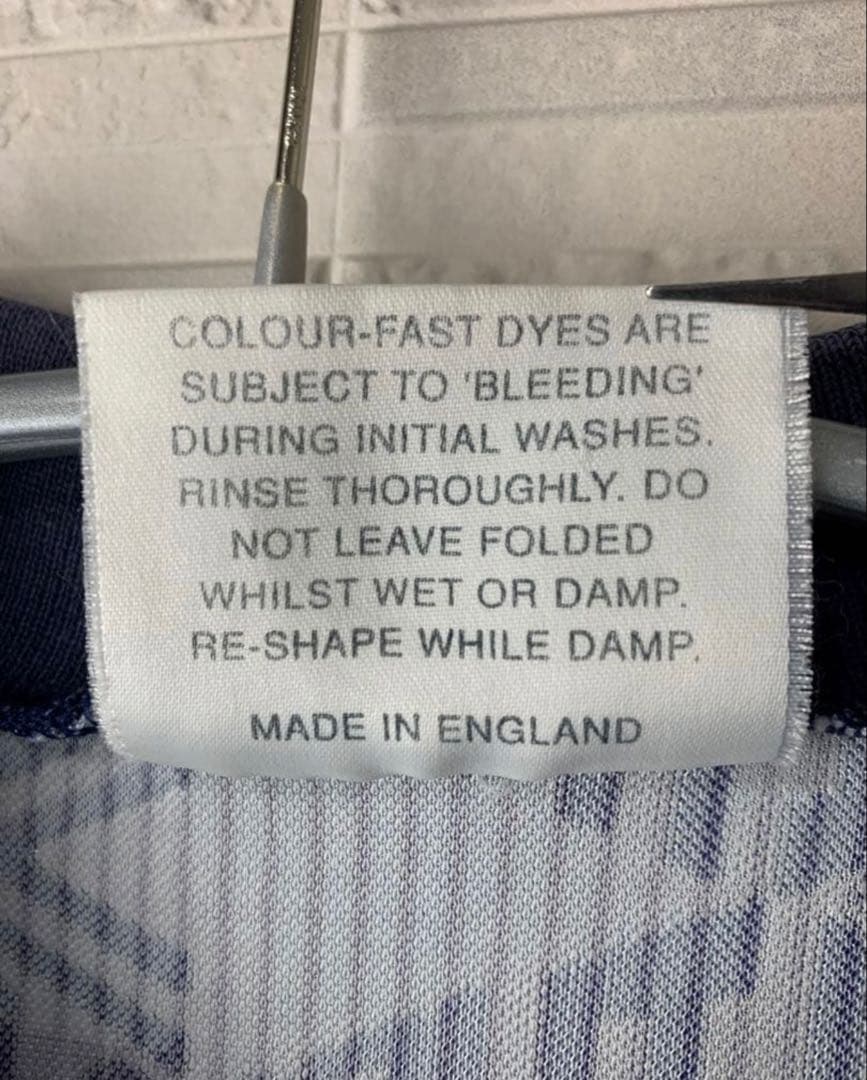 COLOUR-FAST DYES ARE
SUBJECT TO 'BLEEDING'
DURING INITIAL WASHES.
RINSE THOROUGHLY. DO
NOT LEAVE FOLDED
WHILST WET OR DAMP.
RE-SHAPE WHILE DAMP.
MADE IN ENGLAND